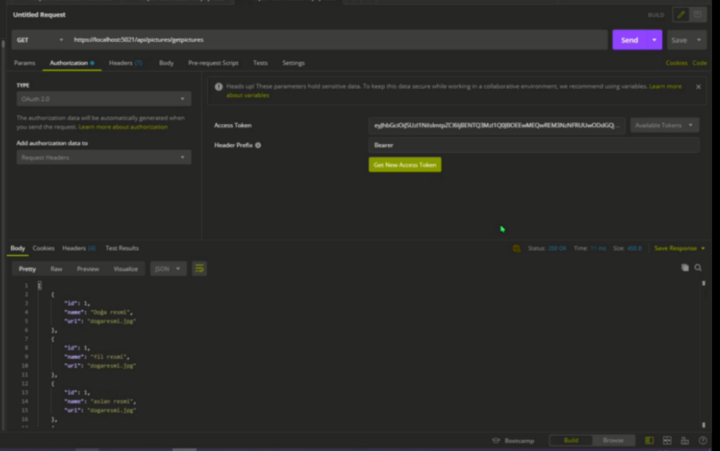 Untitled Request
BUILD
GET https://localhost:5021/api/pictures/getpictures Send Save
Params Authorization Headers (7) Body Pre-request Script Tests Settings Cookies Code
TYPE
OAuth 2.0
The authorization data will be automatically generated when
you send the request. Learn more about authorization
Add authorization data to
Request Headers
Heads up! These parameters hold sensitive data. To keep this data secure while working in a collaborative environment, we recommend using variables. Learn more
about variables
Access Token Available Tokens
Header Prefix Bearer
Get New Access Token
Body Cookies Headers (4) Test Results Status: 200 OK Time: 11 ms Size: 455 B Save Response
Pretty Raw Preview Visualize JSON
1 [
2 {
3 "id": 1,
4 "name": "Doğa resmi",
5 "url": "dogaresmi.jpg"
6 },
7 {
8 "id": 1,
9 "name": "fil resmi",
10 "url": "dogaresmi.jpg"
11 },
12 {
13 "id": 1,
14 "name": "aslan resmi",
15 "url": "dogaresmi.jpg"
16 },
Bootcamp Build Browse